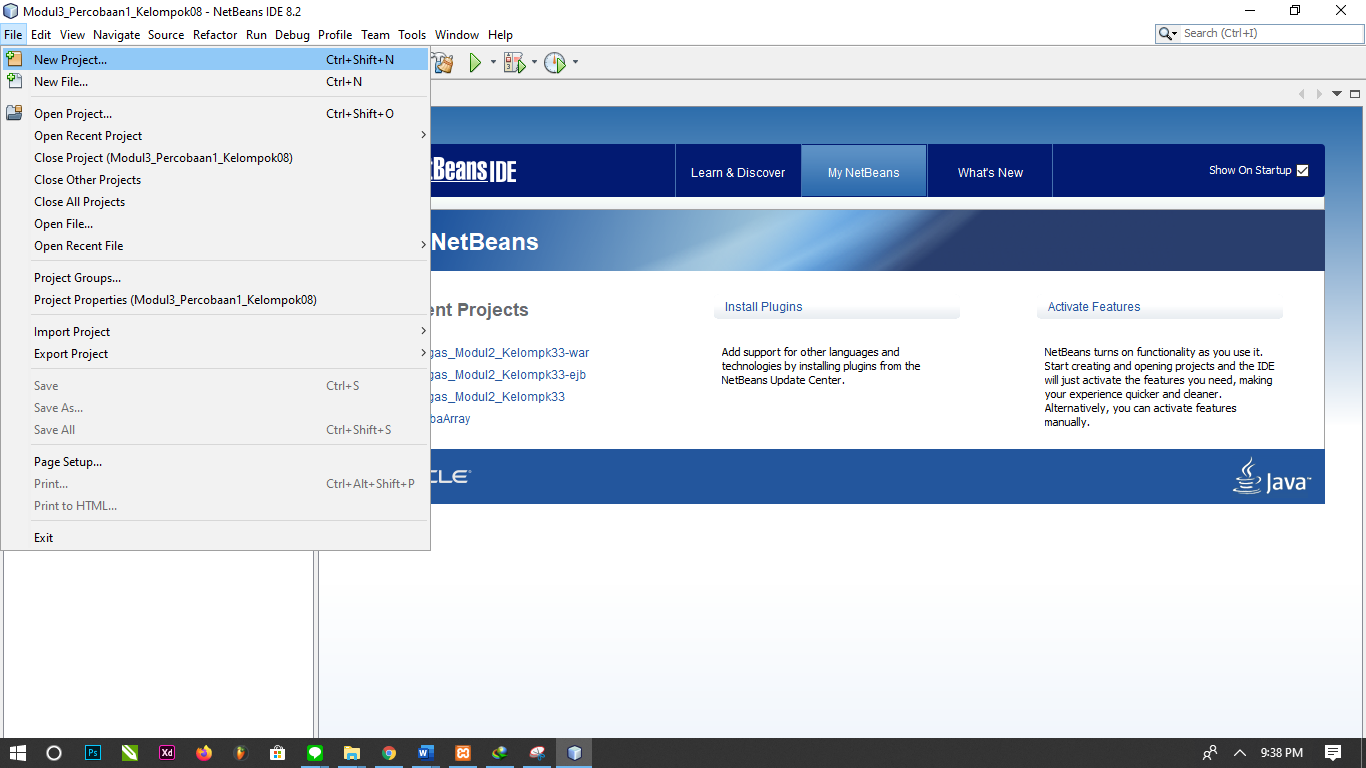 Modul3_Percobaan1_Kelompok08 - NetBeans IDE 8.2
File Edit View Navigate Source Refactor Run Debug Profile Team Tools Window Help
Search (Ctrl+I)
New Project... Ctrl+Shift+N
New File... Ctrl+N
Open Project... Ctrl+Shift+O
Open Recent Project
Close Project (Modul3_Percobaan1_Kelompok08)
Close Other Projects
Close All Projects
Open File...
Open Recent File
Project Groups...
Project Properties (Modul3_Percobaan1_Kelompok08)
Import Project
Export Project
Save Ctrl+S
Save As...
Save All Ctrl+Shift+S
Page Setup...
Print... Ctrl+Alt+Shift+P
Print to HTML...
Exit
tBeans IDE
Learn & Discover
My NetBeans
What's New
Show On Startup
NetBeans
ent Projects
gas_Modul2_Kelompk33-war
gas_Modul2_Kelompk33-ejb
gas_Modul2_Kelompk33
baArray
Install Plugins
Add support for other languages and
technologies by installing plugins from the
NetBeans Update Center.
Activate Features
NetBeans turns on functionality as you use it.
Start creating and opening projects and the IDE
will just activate the features you need, making
your experience quicker and cleaner.
Alternatively, you can activate features
manually.
CLE
Java™
Ps
Xd
9:38 PM